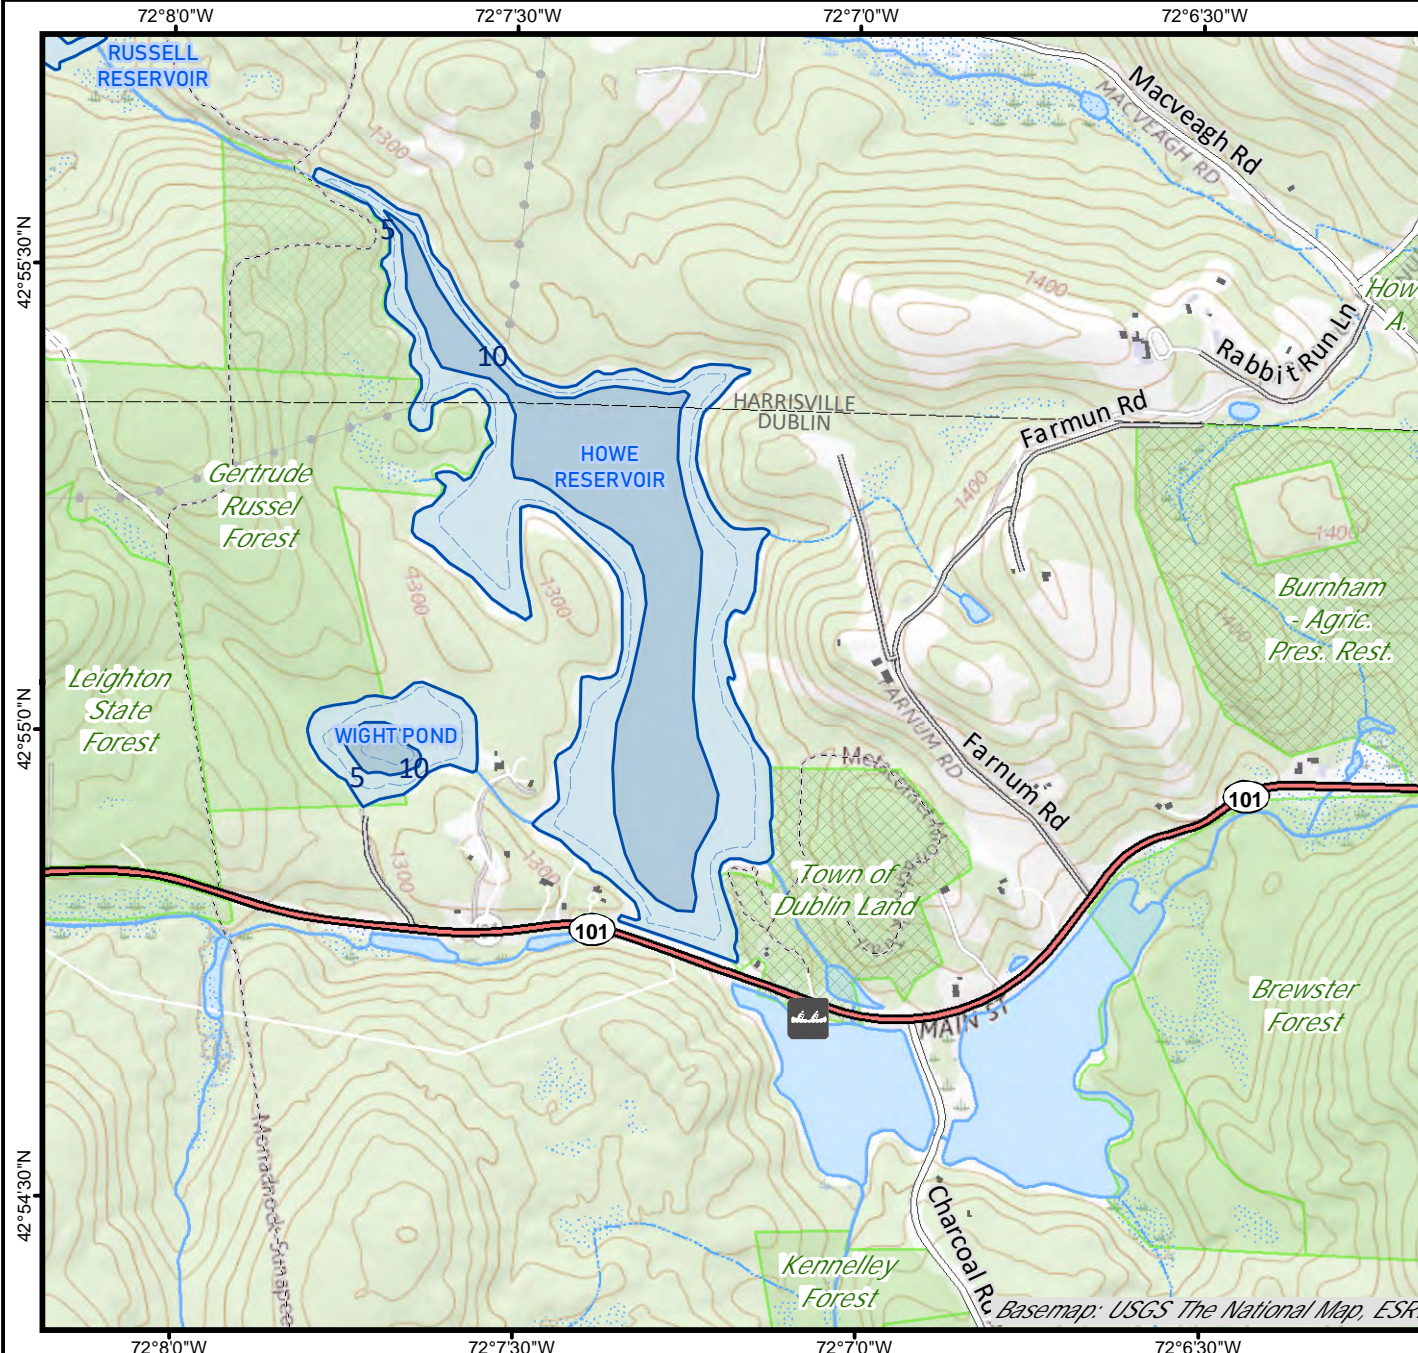 72°8'0"W
72°7'30"W
72°7'0"W
72°6'30"W
RUSSELL
RESERVOIR
Macveagh Rd
MACVEAGH RD
1300
42°55'30"N
5
10
1400
How
A.
Rabbit Run Ln
HARRISVILLE
DUBLIN
Farmun Rd
HOWE
RESERVOIR
Gertrude
Russel
Forest
1400
1400
1300
1300
1400
Burnham
- Agric.
Pres. Rest.
Leighton
State
Forest
FARNUM RD
42°55'0"N
WIGHT POND
5
10
Farnum Rd
101
1300
1300
Town of
Dublin Land
101
MAIN ST
Brewster
Forest
42°54'30"N
Monadnock-Sunapee
Charcoal
Kennelley
Forest
Basemap: USGS The National Map, ESR
72°8'0"W
72°7'30"W
72°7'0"W
72°6'30"W